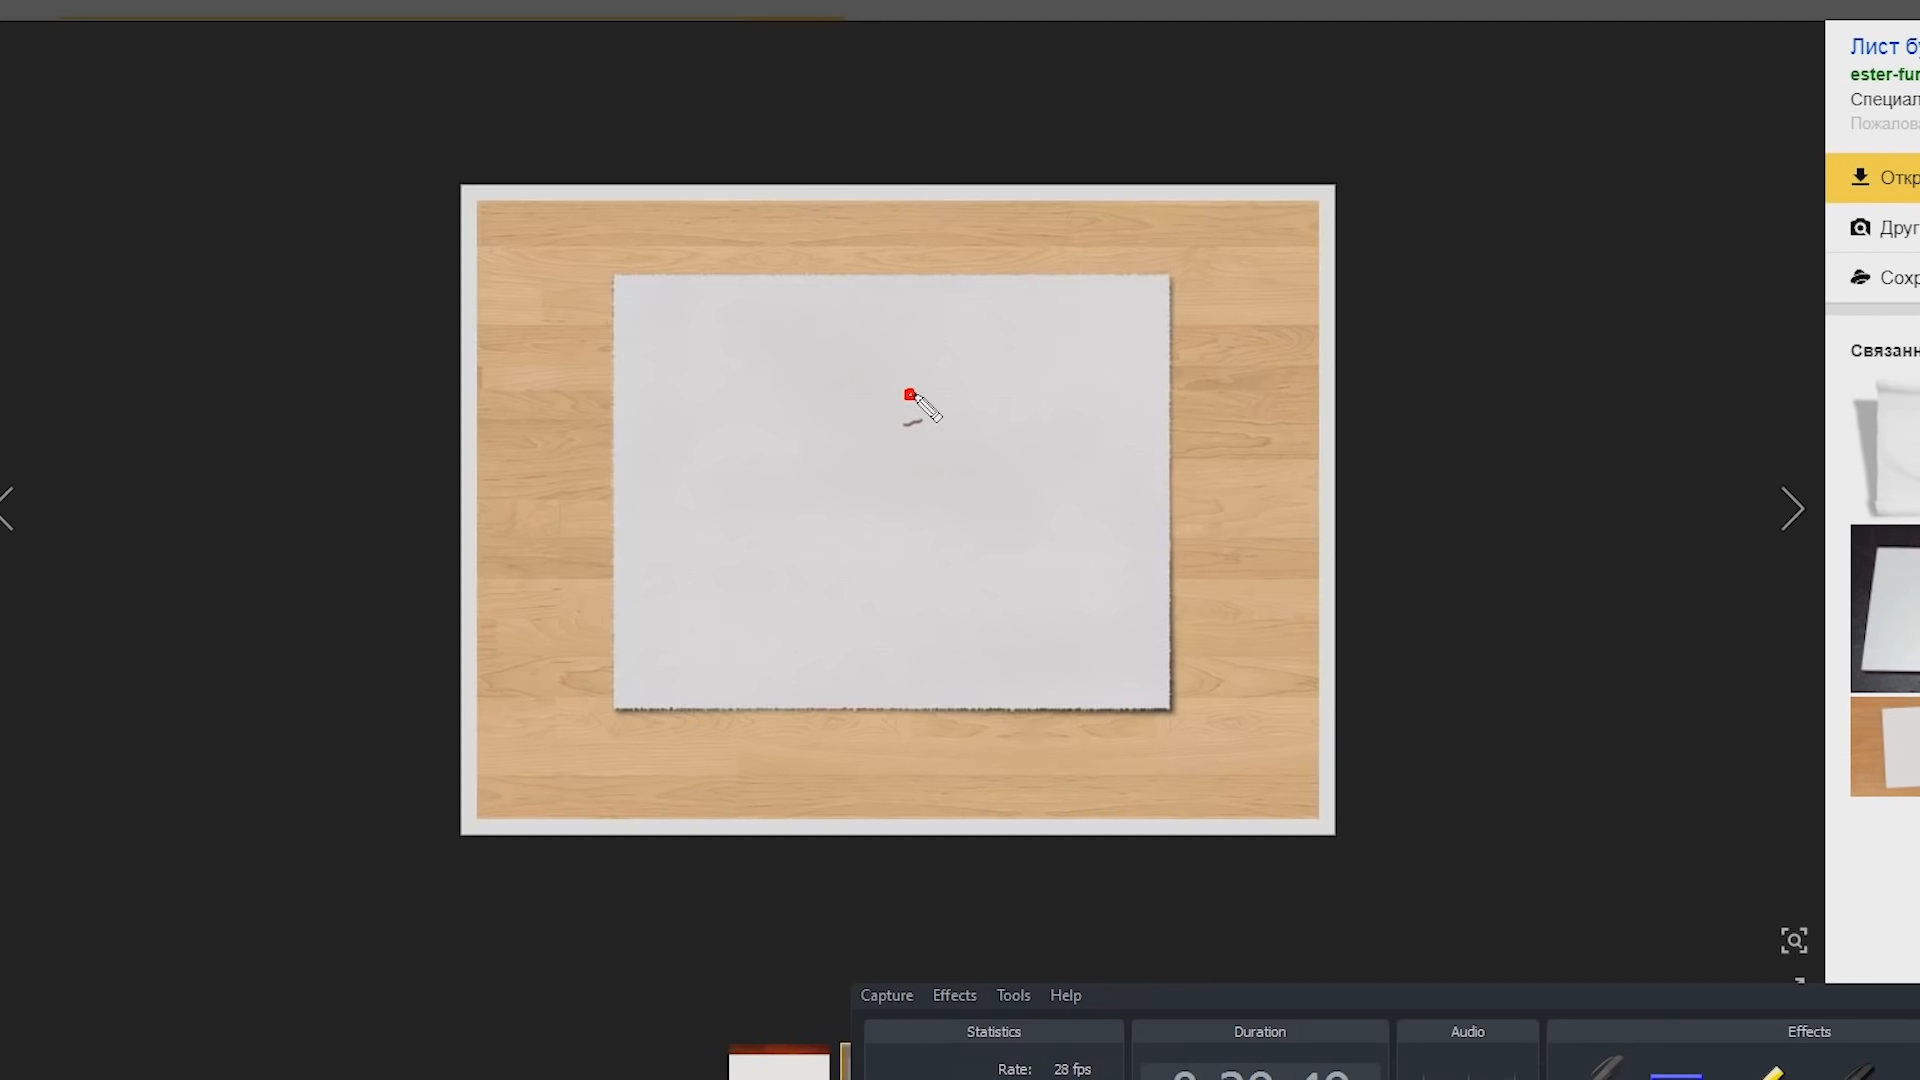 Лист
ester-fur
Специал
Пожалова
Откр
Друг
Сохр
Связанн
Capture Effects Tools Help
Statistics Duration Audio Effects
Rate: 28 fps